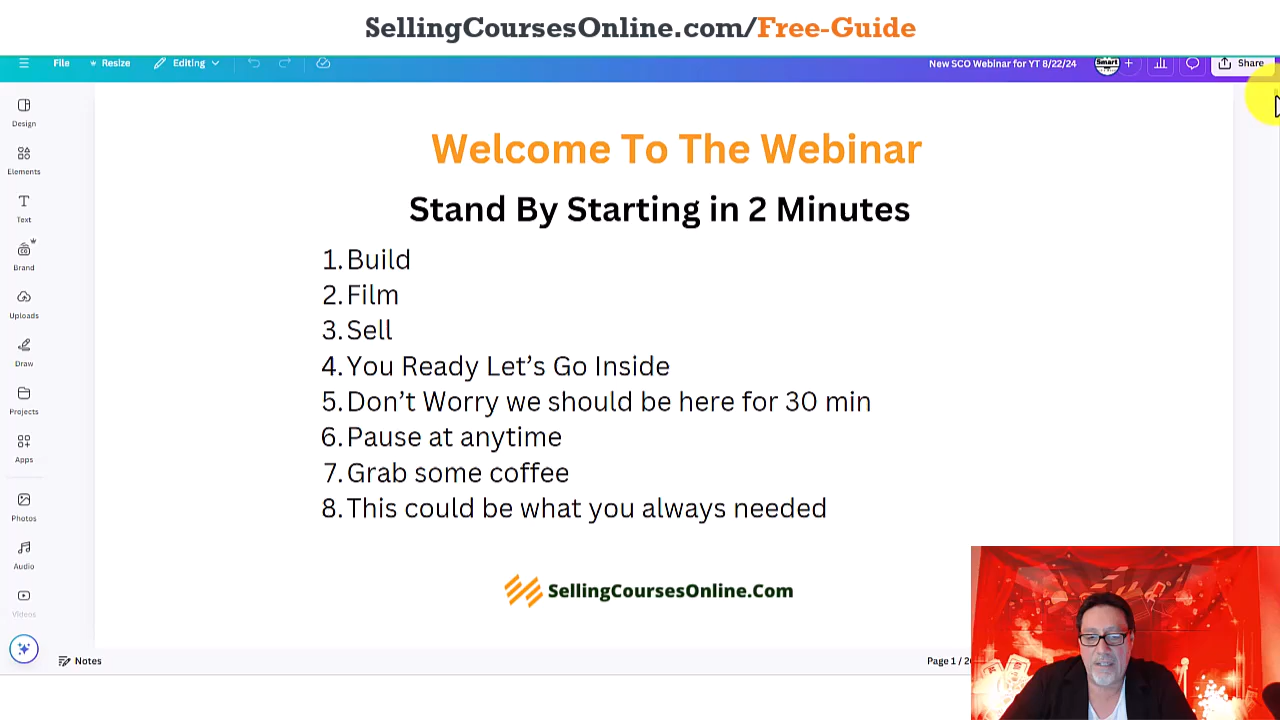 SellingCoursesOnline.com/Free-Guide
File Resize Editing New SCO Webinar for YT 8/22/24 Smart Share
Design
Elements
Text
Brand
Uploads
Draw
Projects
Apps
Photos
Audio
Videos
Welcome To The Webinar
Stand By Starting in 2 Minutes
1. Build
2. Film
3. Sell
4. You Ready Let's Go Inside
5. Don't Worry we should be here for 30 min
6. Pause at anytime
7. Grab some coffee
8. This could be what you always needed
SellingCoursesOnline.Com
Notes Page 1 /